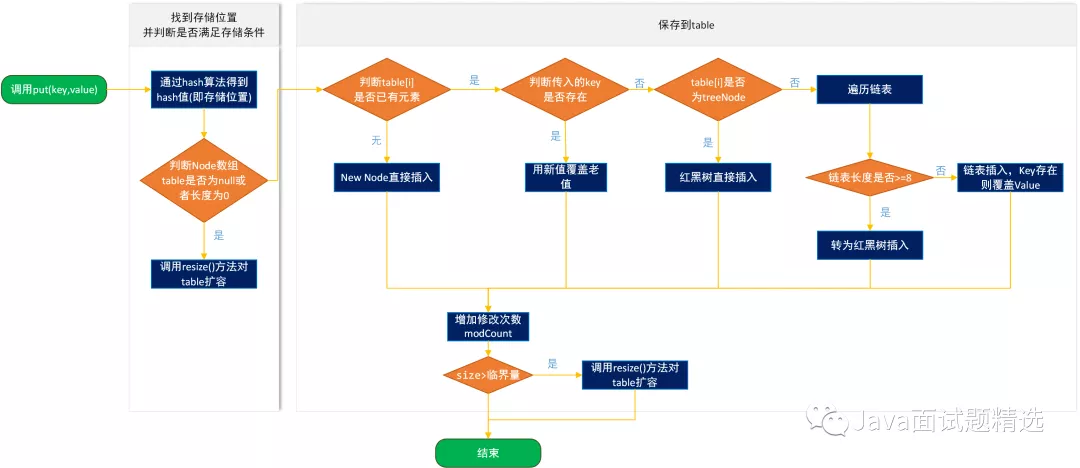 找到存储位置
并判断是否满足存储条件
保存到table
调用put(key,value)
通过hash算法得到
hash值(即存储位置)
判断Node数组
table是否为null或
者长度为0
是
调用resize()方法对
table扩容
判断table[i]
是否已有元素
是
判断传入的key
是否存在
否
table[i]是否
为treeNode
否
遍历链表
无
New Node直接插入
是
用新值覆盖老
值
是
红黑树直接插入
链表长度是否>=8
否
链表插入，Key存在
则覆盖Value
是
转为红黑树插入
增加修改次数
modCount
size>临界量
是
调用resize()方法对
table扩容
结束
Java面试题精选